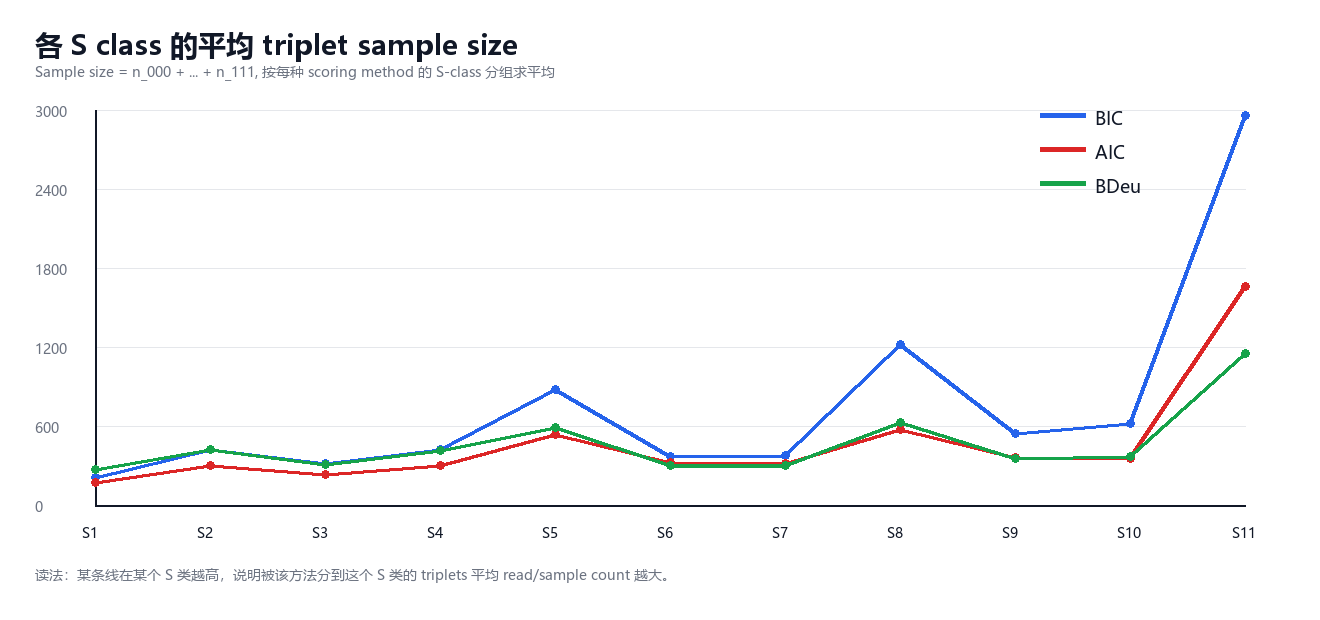 各 S class 的平均 triplet sample size
Sample size = n_000 + ... + n_111, 按每种 scoring method 的 S-class 分组求平均
3000
2400
1800
1200
600
0
BIC
AIC
BDeu
S1 S2 S3 S4 S5 S6 S7 S8 S9 S10 S11
读法：某条线在某个 S 类越高，说明被该方法分到这个 S 类的 triplets 平均 read/sample count 越大。